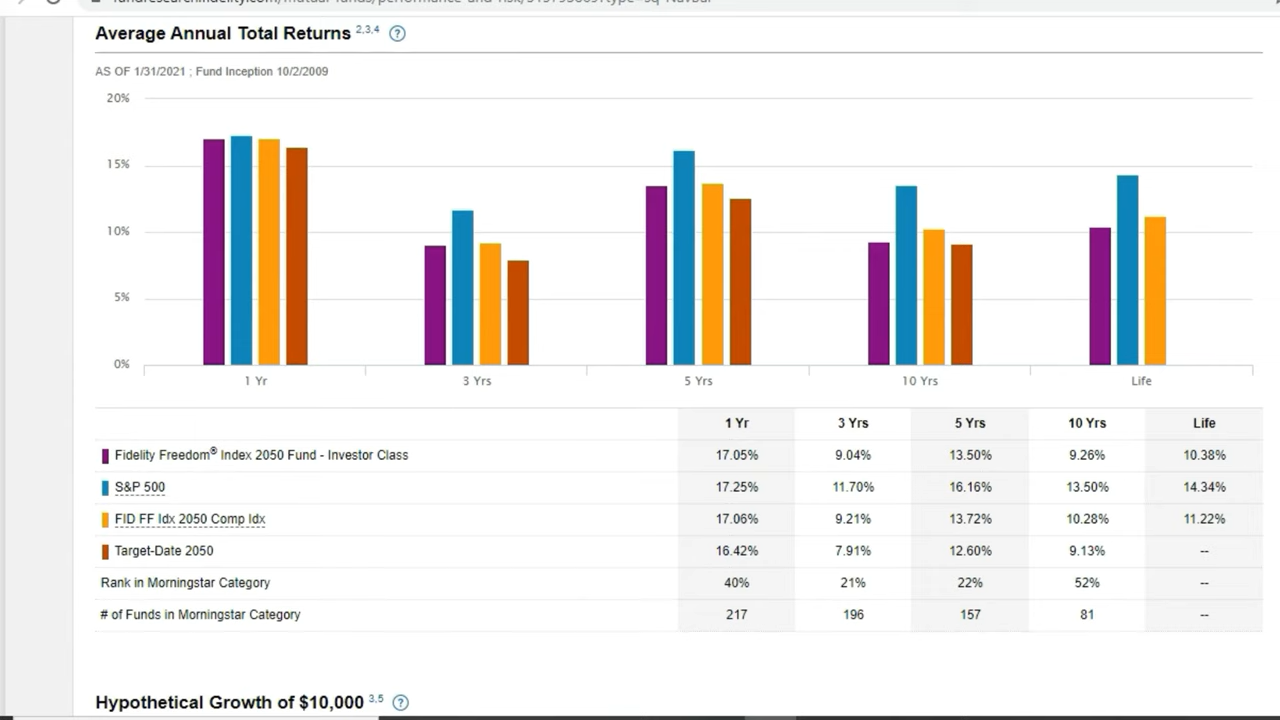 Average Annual Total Returns 2,3,4 ?
AS OF 1/31/2021 ; Fund Inception 10/2/2009
20%
15%
10%
5%
0%
1 Yr 3 Yrs 5 Yrs 10 Yrs Life
1 Yr 3 Yrs 5 Yrs 10 Yrs Life
Fidelity Freedom® Index 2050 Fund - Investor Class 17.05% 9.04% 13.50% 9.26% 10.38%
S&P 500 17.25% 11.70% 16.16% 13.50% 14.34%
FID FF Idx 2050 Comp Idx 17.06% 9.21% 13.72% 10.28% 11.22%
Target-Date 2050 16.42% 7.91% 12.60% 9.13% --
Rank in Morningstar Category 40% 21% 22% 52% --
# of Funds in Morningstar Category 217 196 157 81 --
Hypothetical Growth of $10,000 3,5 ?